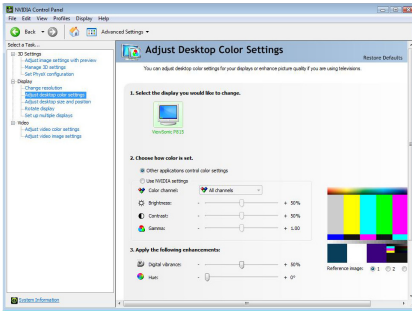 NVIDIA Control Panel
File Edit View Profiles Display Help
Back
Advanced Settings
Select a Task...
3D Settings
Adjust image settings with preview
Manage 3D settings
Set PhysX configuration
Display
Change resolution
Adjust desktop color settings
Adjust desktop size and position
Rotate display
Set up multiple displays
Video
Adjust video color settings
Adjust video image settings
System Information
Adjust Desktop Color Settings
Restore Defaults
You can adjust desktop color settings for your displays or enhance picture quality if you are using televisions.
1. Select the display you would like to change.
ViewSonic
2. Choose how color is set.
Other applications control color settings
Use NVIDIA settings
Color channel: All channels
Brightness: - + 50%
Contrast: - + 50%
Gamma: - + 1.00
3. Apply the following enhancements:
Digital vibrance: - + 50%
Hue: - + 0°
Reference image: 1 2